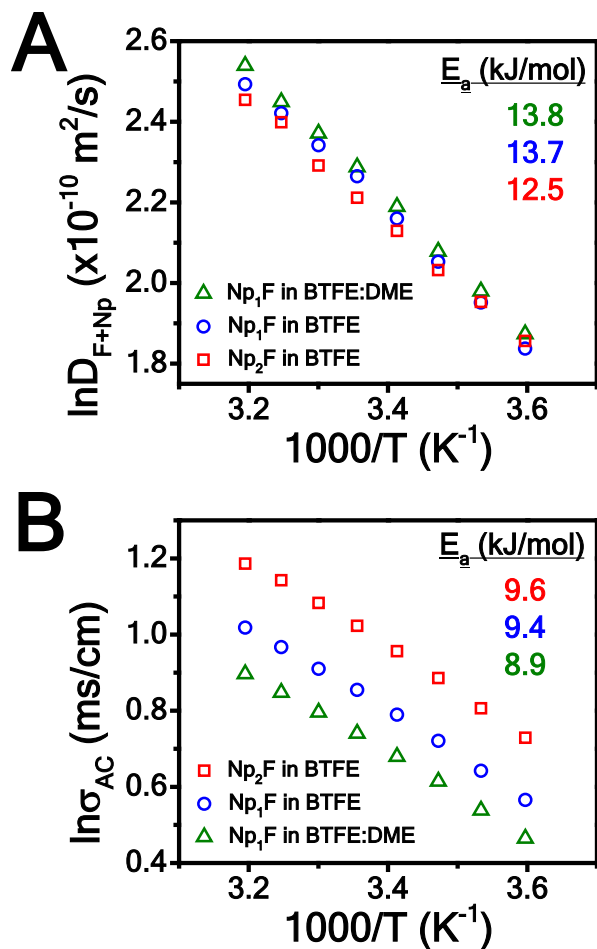 A
lnD_F+Np (x10⁻¹⁰ m²/s)
2.6
2.4
2.2
2.0
1.8
Ea (kJ/mol)
13.8
13.7
12.5
Np₁F in BTFE:DME
Np₁F in BTFE
Np₂F in BTFE
3.2
3.4
3.6
1000/T (K⁻¹)
B
lnσ_AC (ms/cm)
1.2
1.0
0.8
0.6
0.4
Ea (kJ/mol)
9.6
9.4
8.9
Np₂F in BTFE
Np₁F in BTFE
Np₁F in BTFE:DME
3.2
3.4
3.6
1000/T (K⁻¹)